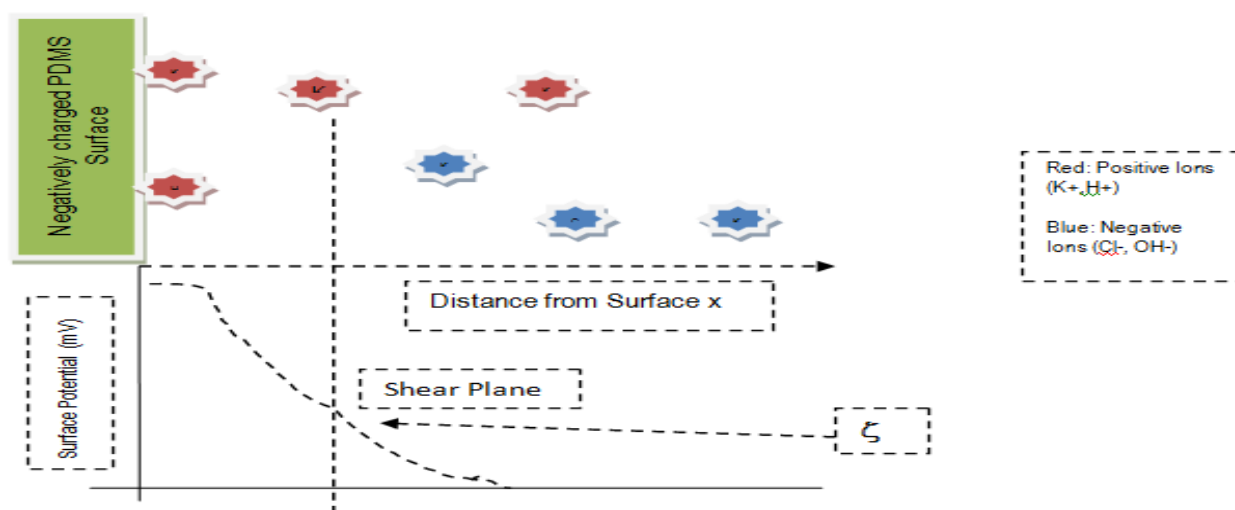 Negatively charged PDMS
Surface
Red: Positive Ions
(K+,H+)
Blue: Negative
Ions (Cl-, OH-)
Distance from Surface x
Surface Potential (mV)
Shear Plane
ζ